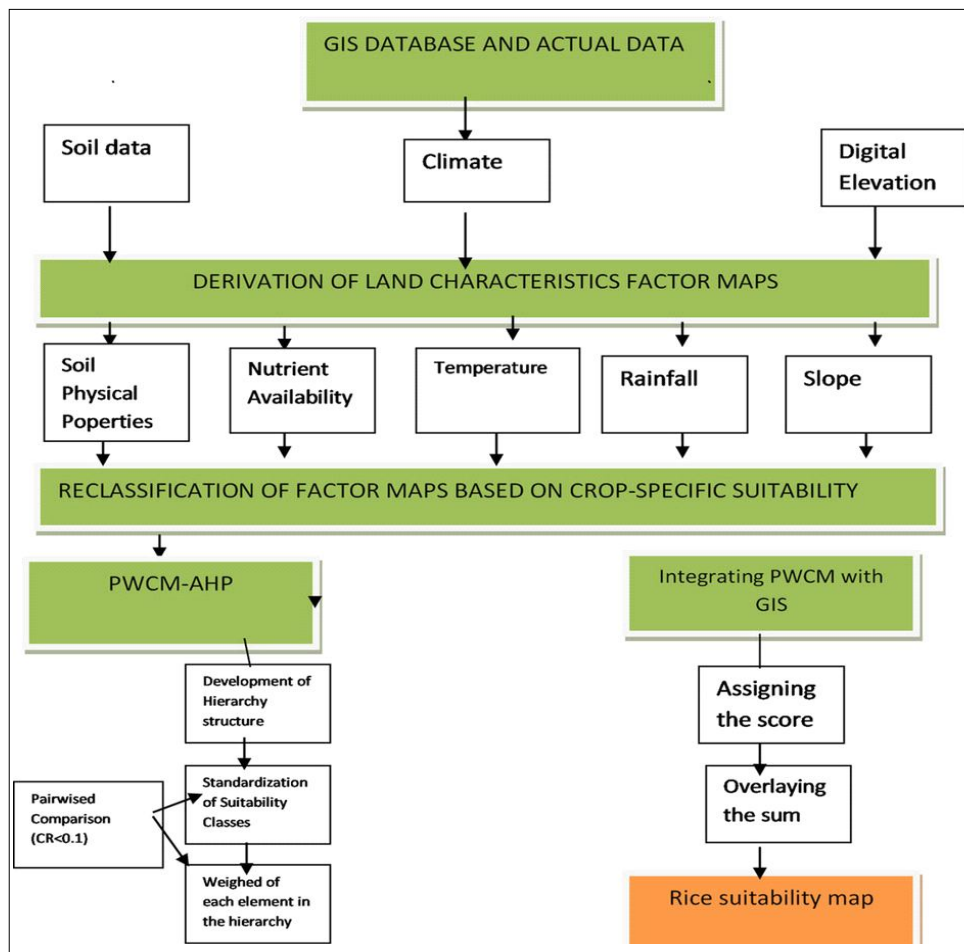 GIS DATABASE AND ACTUAL DATA
Soil data
Climate
Digital
Elevation
DERIVATION OF LAND CHARACTERISTICS FACTOR MAPS
Soil
Physical
Poperties
Nutrient
Availability
Temperature
Rainfall
Slope
RECLASSIFICATION OF FACTOR MAPS BASED ON CROP-SPECIFIC SUITABILITY
PWCM-AHP
Development of
Hierarchy
structure
Standardization
of Suitability
Classes
Pairwised
Comparison
(CR<0.1)
Weighed of
each element in
the hierarchy
Integrating PWCM with
GIS
Assigning
the score
Overlaying
the sum
Rice suitability map